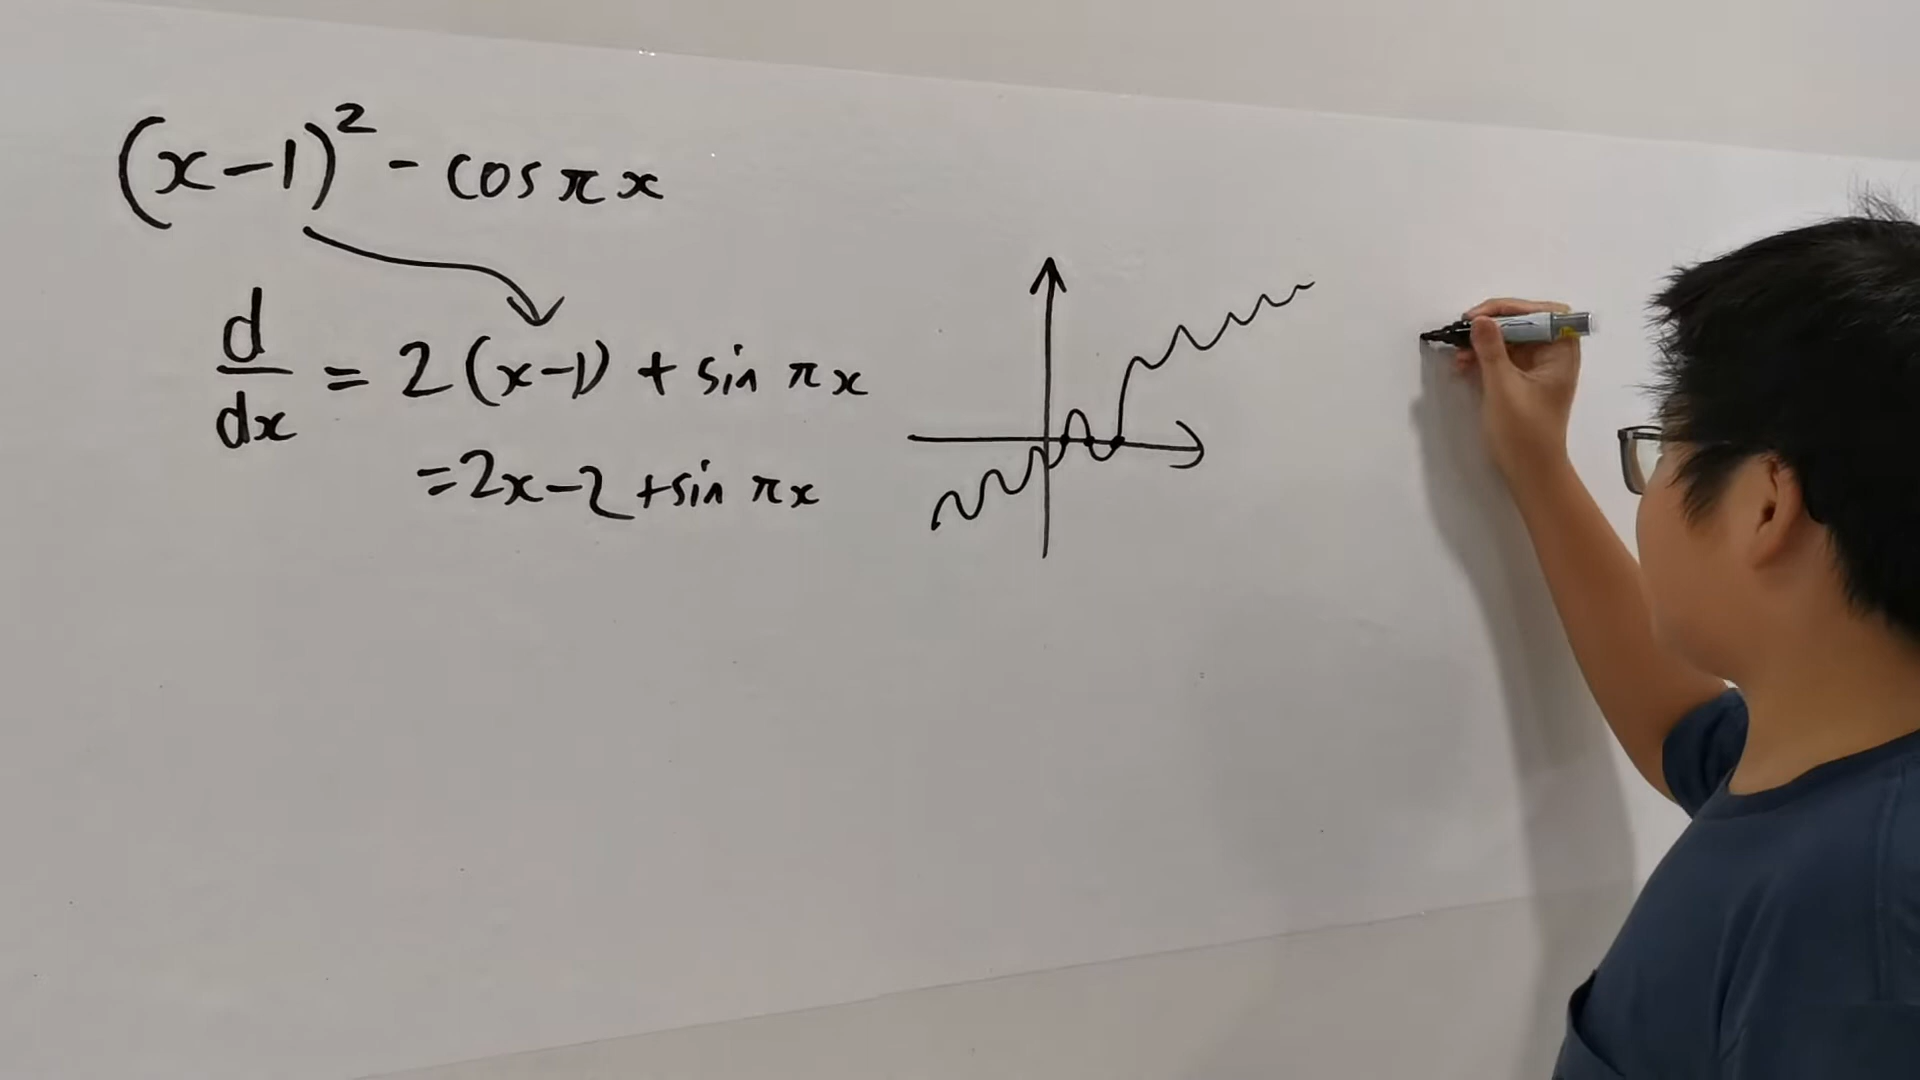 (x-1)² - cos πx
d/dx = 2(x-1) + sin πx
=2x-2+sin πx